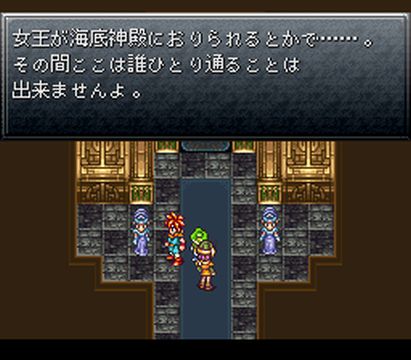 女王が海底神殿におりられるとかで……。
その間ここは誰ひとり通ることは
出来ませんよ。